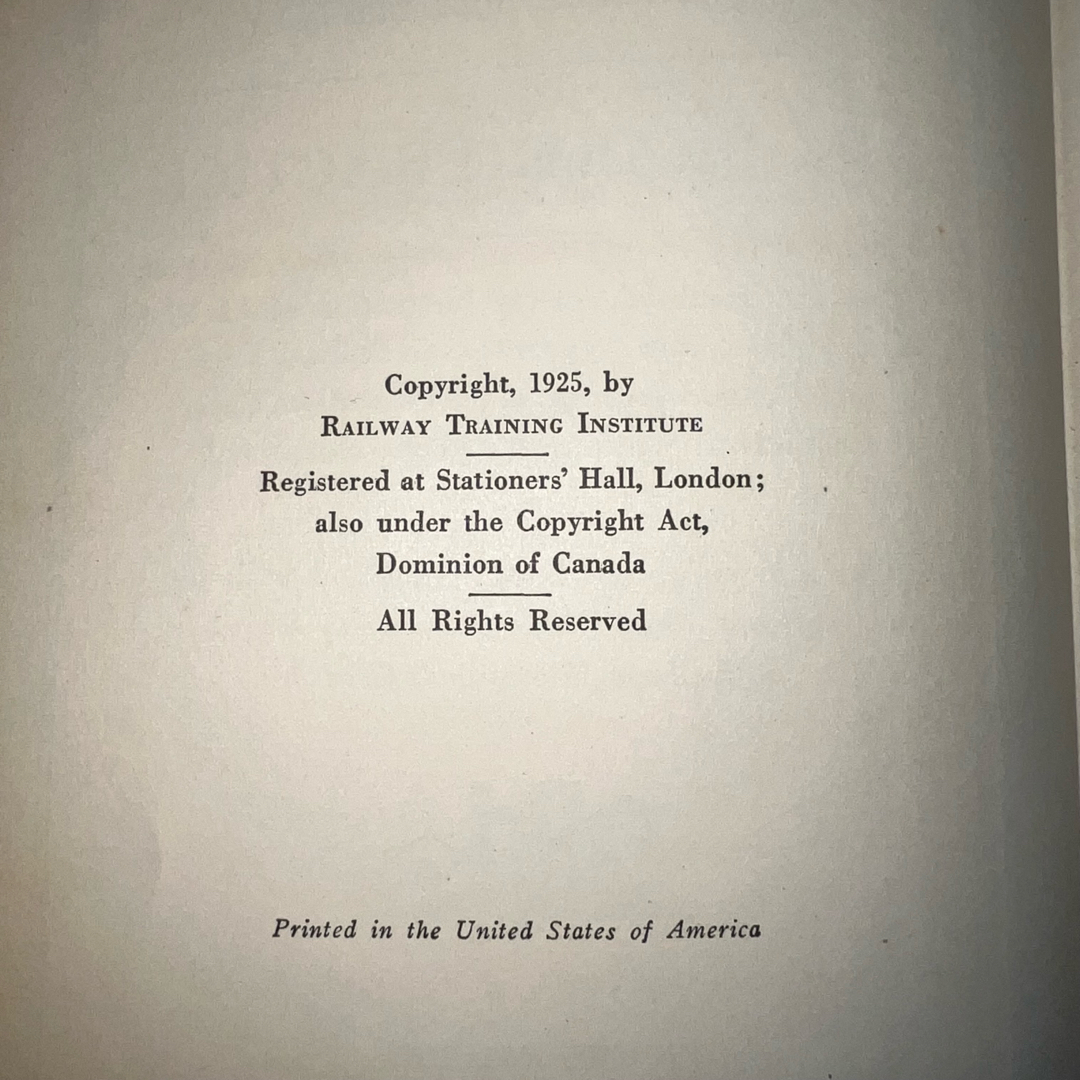 Copyright, 1925, by
RAILWAY TRAINING INSTITUTE
Registered at Stationers' Hall, London;
also under the Copyright Act,
Dominion of Canada
All Rights Reserved
Printed in the United States of America